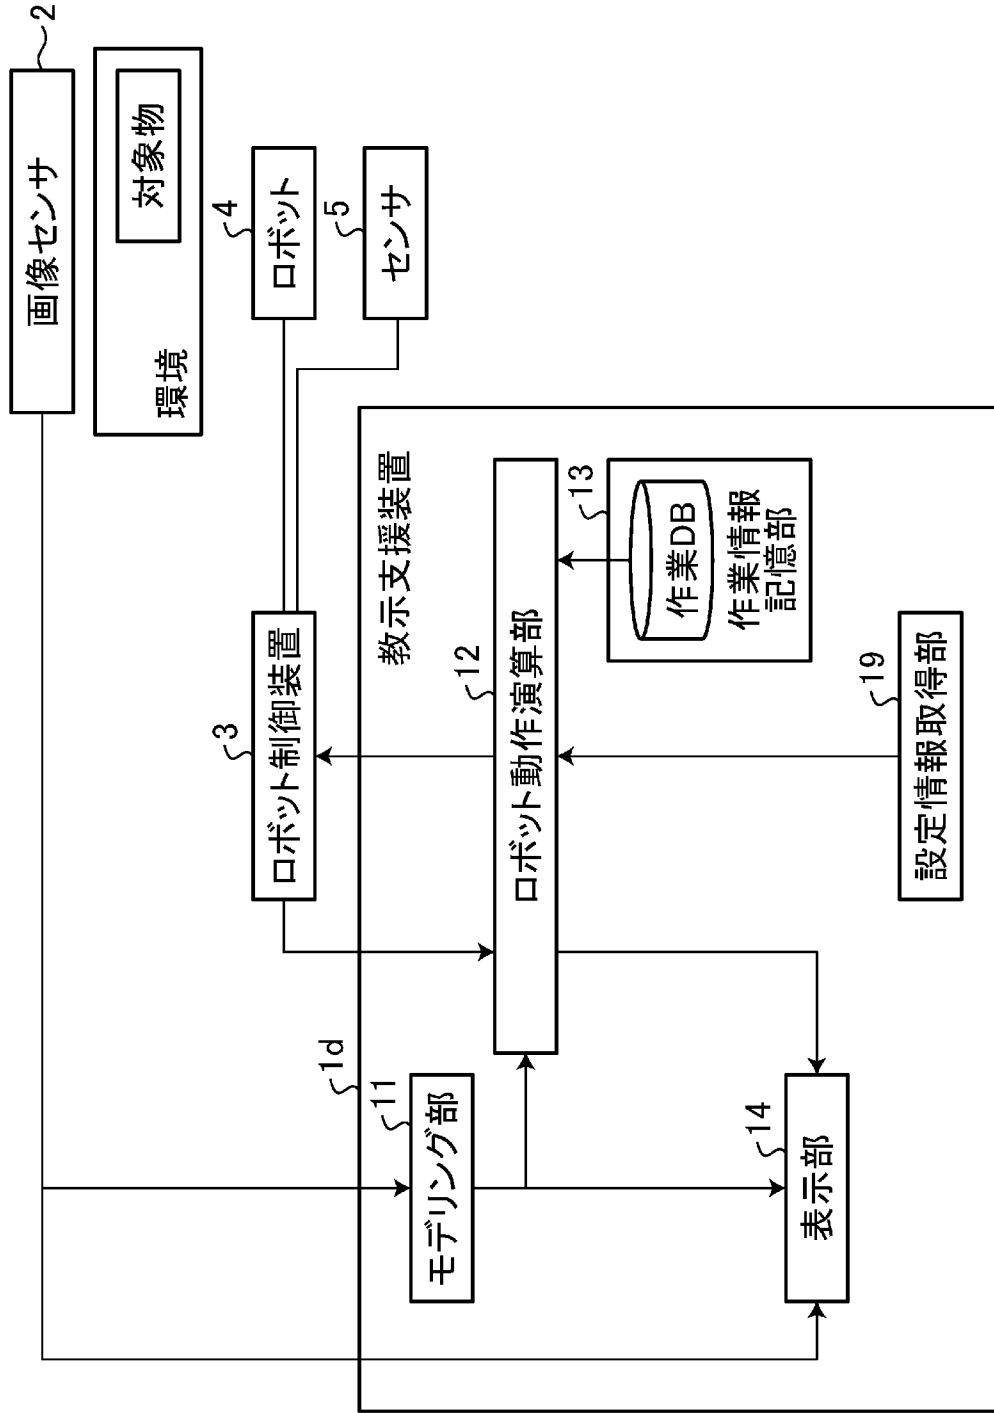 2
画像センサ
対象物
環境
4
ロボット
5
センサ
3
ロボット制御装置
1d
教示支援装置
11
モデリング部
12
ロボット動作演算部
13
作業DB
作業情報
記憶部
14
表示部
19
設定情報取得部